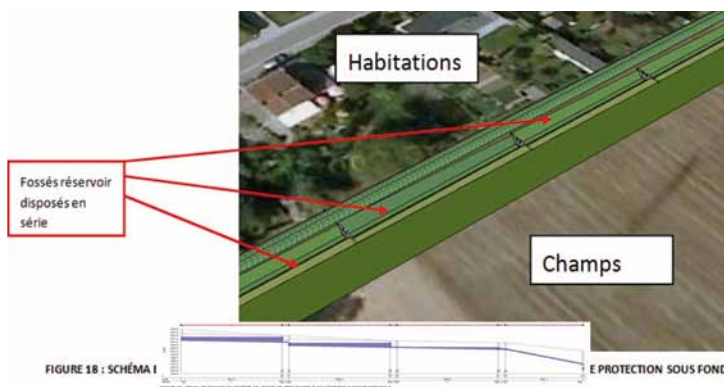 Habitations
Fossés réservoir
disposés en
série
Champs
FIGURE 18 : SCHÉMA
E PROTECTION SOUS FOND